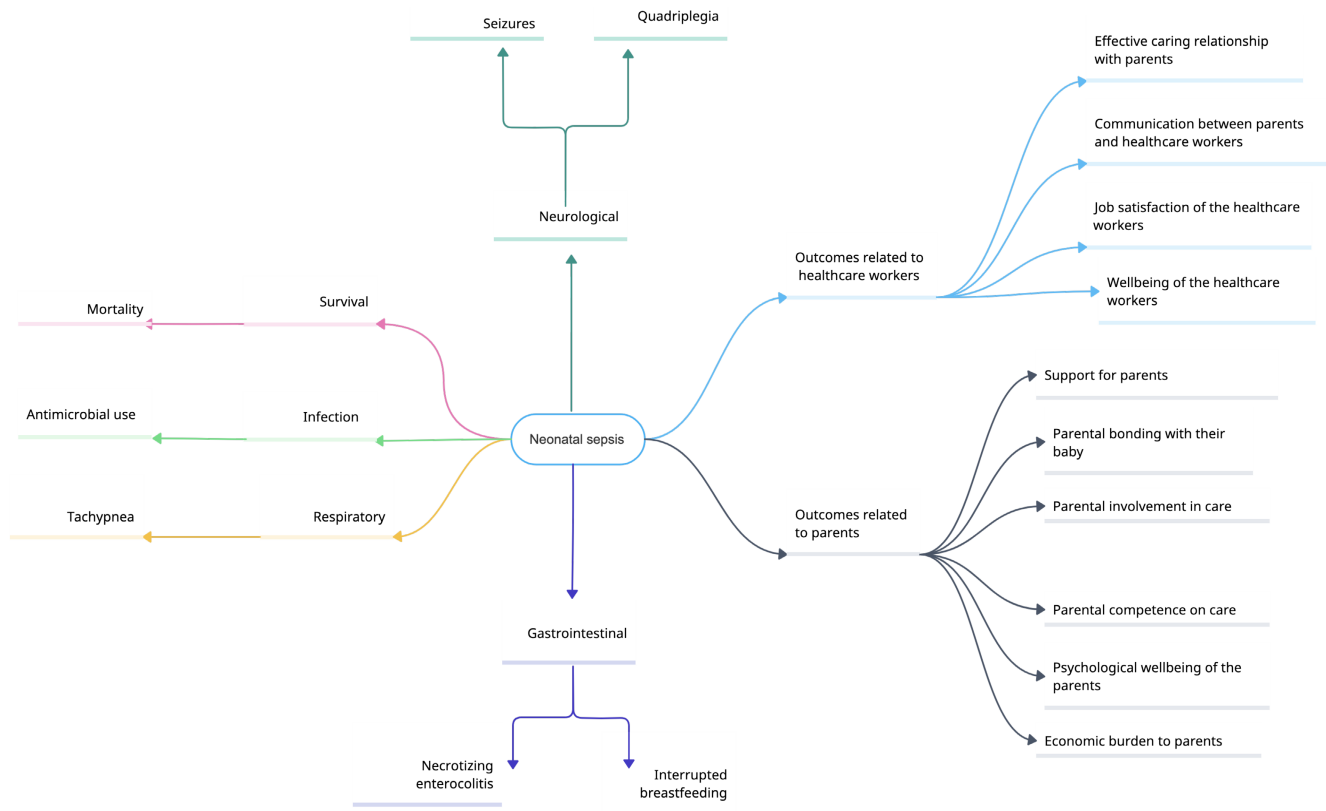 Seizures
Quadriplegia
Neurological
Effective caring relationship
with parents
Communication between parents
and healthcare workers
Job satisfaction of the healthcare
workers
Wellbeing of the healthcare
workers
Outcomes related to
healthcare workers
Survival
Mortality
Infection
Antimicrobial use
Respiratory
Tachypnea
Neonatal sepsis
Outcomes related
to parents
Support for parents
Parental bonding with their
baby
Parental involvement in care
Parental competence on care
Psychological wellbeing of the
parents
Economic burden to parents
Gastrointestinal
Necrotizing
enterocolitis
Interrupted
breastfeeding